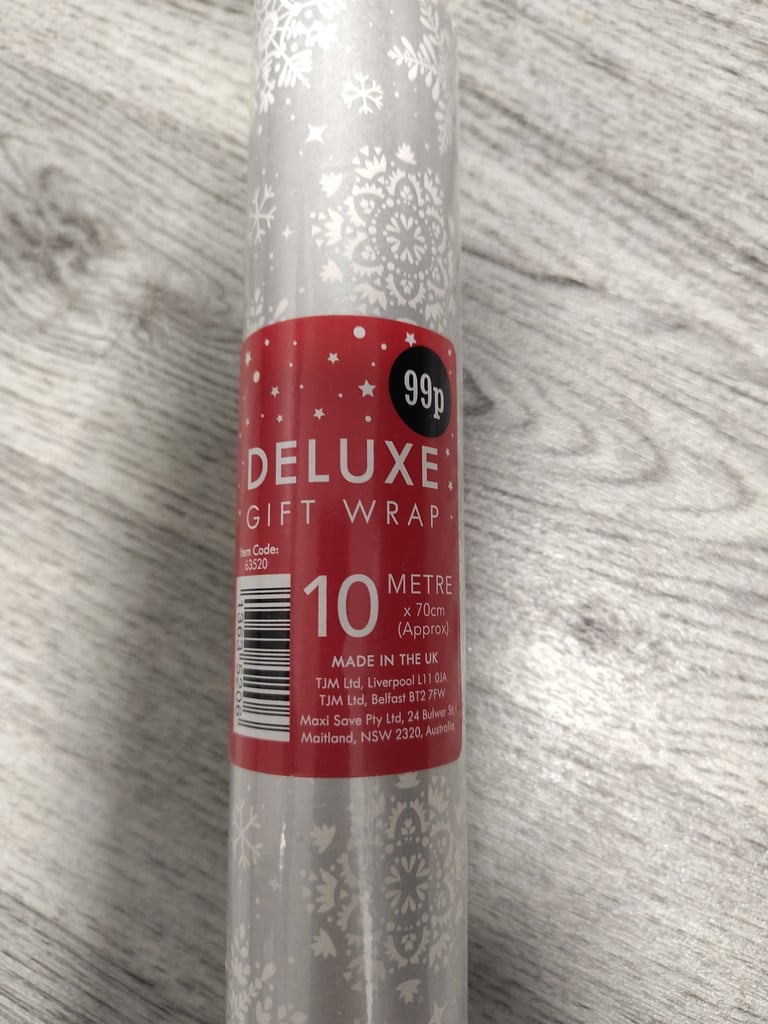 99p
DELUXE
GIFT WRAP
Item Code:
63520
10 METRE
x 70cm
(Approx)
MADE IN THE UK
TJM Ltd, Liverpool L11 0JA
TJM Ltd, Belfast BT2 7FW
Maxi Save Pty Ltd, 24 Bulwer St,
Maitland, NSW 2320, Australia